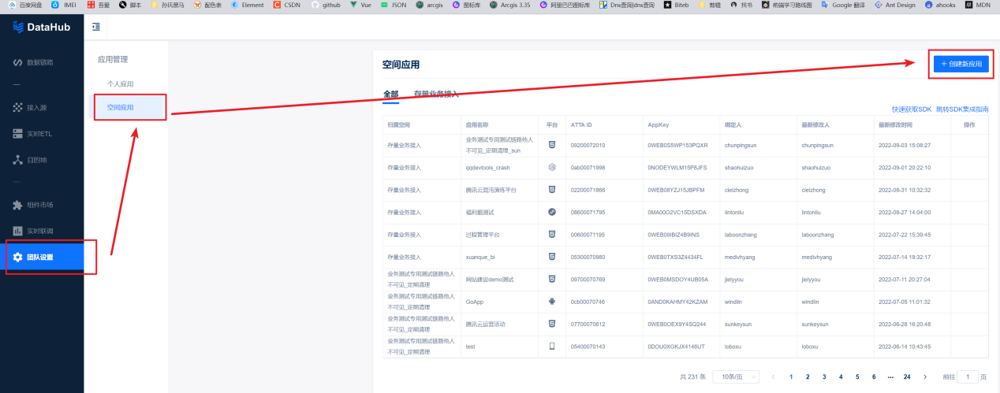 百度网盘 IMEI 吾爱 脚本 孙氏黑马 配色表 Element CSDN github Vue JSON arcgis 图标库 Arcgis 3.35 阿里巴巴图标库 Dns查询|dns查询 Biteb 剪辑 找书 前端学习路线图 Google 翻译 Ant Design ahooks MDN
DataHub
数据链路
接入源
实时ETL
目的地
组件市场
实时联调
团队设置
应用管理
个人应用
空间应用
空间应用
+ 创建新应用
全部 存量业务接入
快速获取SDK 跳转SDK集成指南
归属空间 应用名称 平台 ATTA ID AppKey 绑定人 最新修改人 最新修改时间 操作
存量业务接入 业务测试专用测试链路他人不可见_定期清理_sun 09200072010 0WEB0S5WP153PQXR chunpingsun chunpingsun 2022-09-03 15:08:27
存量业务接入 qqdevtools_crash 0ab00071998 0NODEYWLM15P8JFS shaohuizuo shaohuizuo 2022-09-01 20:22:10
存量业务接入 腾讯云混沌演练平台 02200071866 0WEB08YZJ15JBPFM cielzhong cielzhong 2022-08-31 10:32:32
存量业务接入 福利甄测试 08600071795 0MA00O2VC15DSXDA lintonliu lintonliu 2022-08-27 14:04:00
存量业务接入 过程管理平台 00600071195 0WEB09IBIZ4B9INS laboonzhang laboonzhang 2022-07-22 15:39:45
存量业务接入 xuanque_bi 05300070980 0WEB0TXS3Z4434FL medivhyang medivhyang 2022-07-14 19:32:17
业务测试专用测试链路他人不可见_定期清理 网站建设demo测试 09700070769 0WEB0MSDOY4UB05A jielyyou jielyyou 2022-07-11 20:27:04
业务测试专用测试链路他人不可见_定期清理 GoApp 0cb00070746 0AND0KAHMY42KZAM windlin windlin 2022-07-05 11:01:32
业务测试专用测试链路他人不可见_定期清理 腾讯云运营活动 07700070612 0WEB0OEX9Y4SQ244 sunkeysun sunkeysun 2022-06-28 16:20:48
业务测试专用测试链路他人不可见_定期清理 test 05400070143 0DOU0XGKJX4146UT loboxu loboxu 2022-06-14 10:43:45
共 231 条 10条/页 1 2 3 4 5 6 ••• 24 前往 1 页